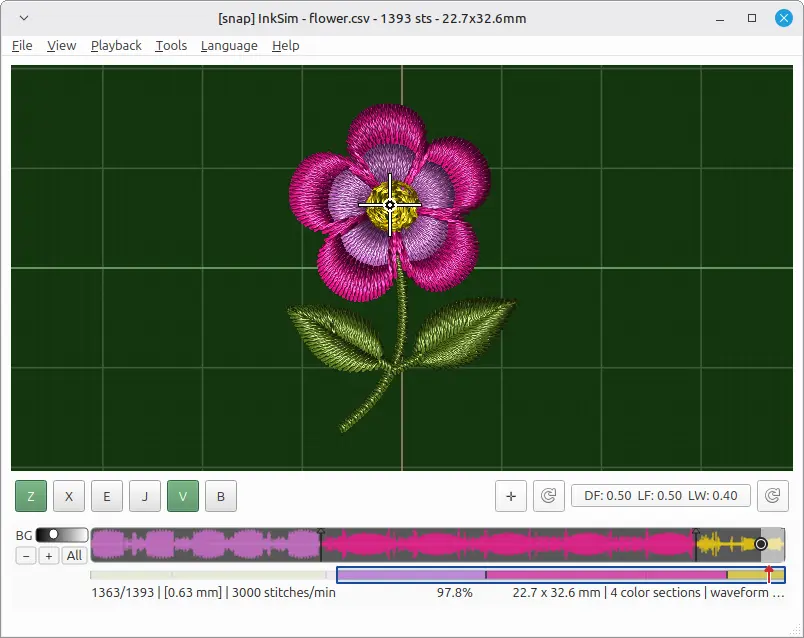 [snap] InkSim - flower.csv - 1393 sts - 22.7x32.6mm
File View Playback Tools Language Help
Z X E J V B DF: 0.50 LF: 0.50 LW: 0.40
BG
− + All
1363/1393 | [0.63 mm] | 3000 stitches/min 97.8% 22.7 x 32.6 mm | 4 color sections | waveform ...